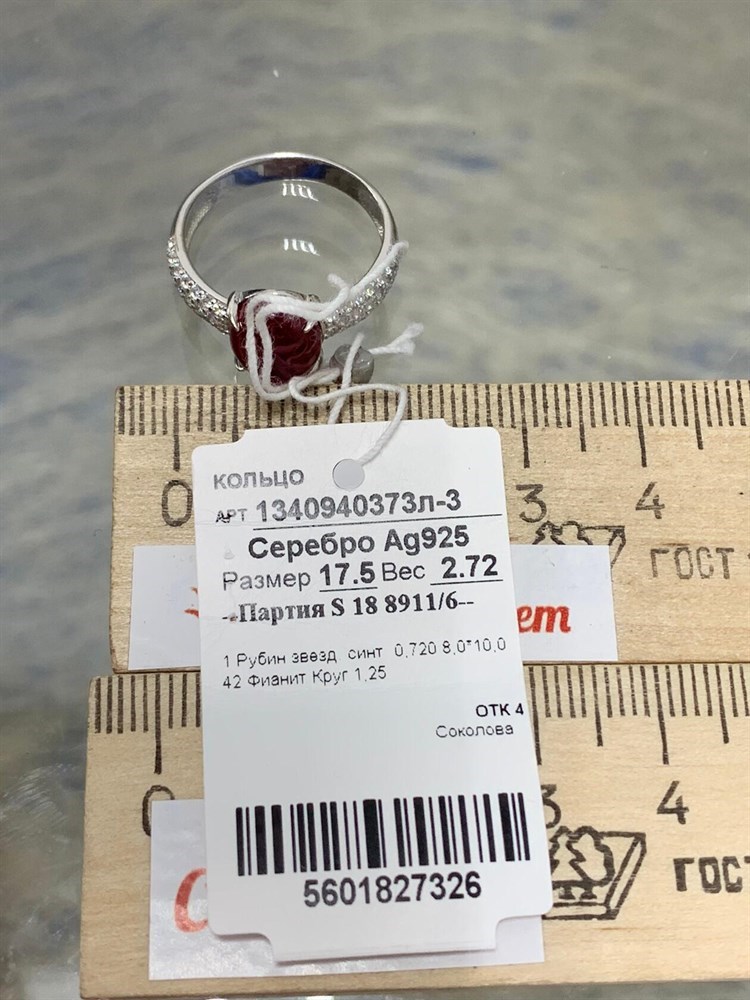 кольцо
АРТ 1340940373л-3
Серебро Ag925
Размер 17.5 Вес 2.72
--Партия S 18 8911/6--
1 Рубин звезд синт 0,720 8,0*10,0
42 Фианит Круг 1,25
ОТК 4
Соколова
5601827326
0 3 4
ГОСТ
0 3 4
ГОСТ